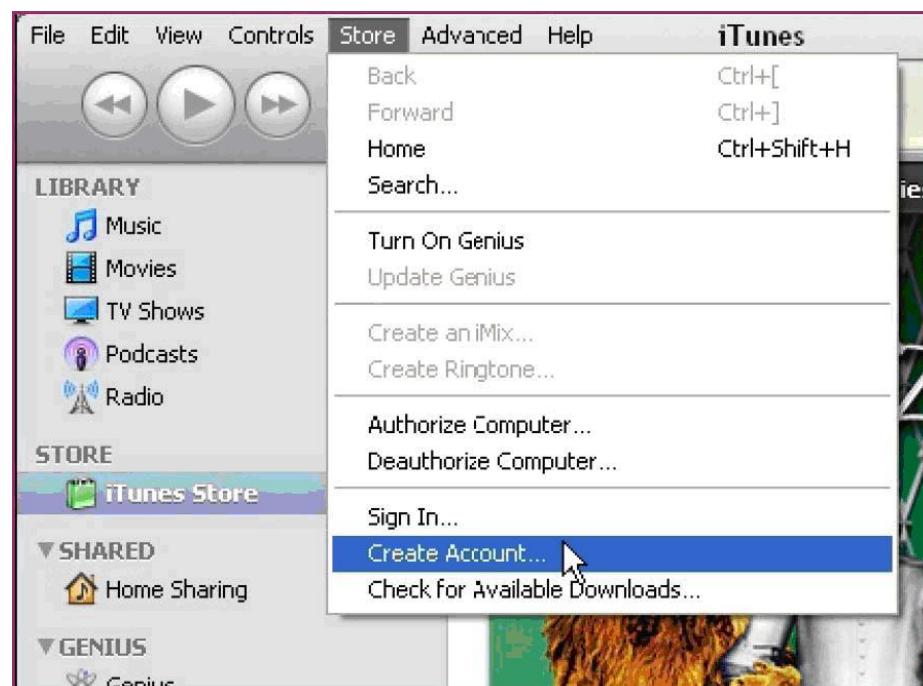 File Edit View Controls Store Advanced Help iTunes
Back Ctrl+[
Forward Ctrl+]
Home Ctrl+Shift+H
Search...
Turn On Genius
Update Genius
Create an iMix...
Create Ringtone...
Authorize Computer...
Deauthorize Computer...
Sign In...
Create Account...
Check for Available Downloads...
LIBRARY
Music
Movies
TV Shows
Podcasts
Radio
STORE
iTunes Store
SHARED
Home Sharing
GENIUS
Genius